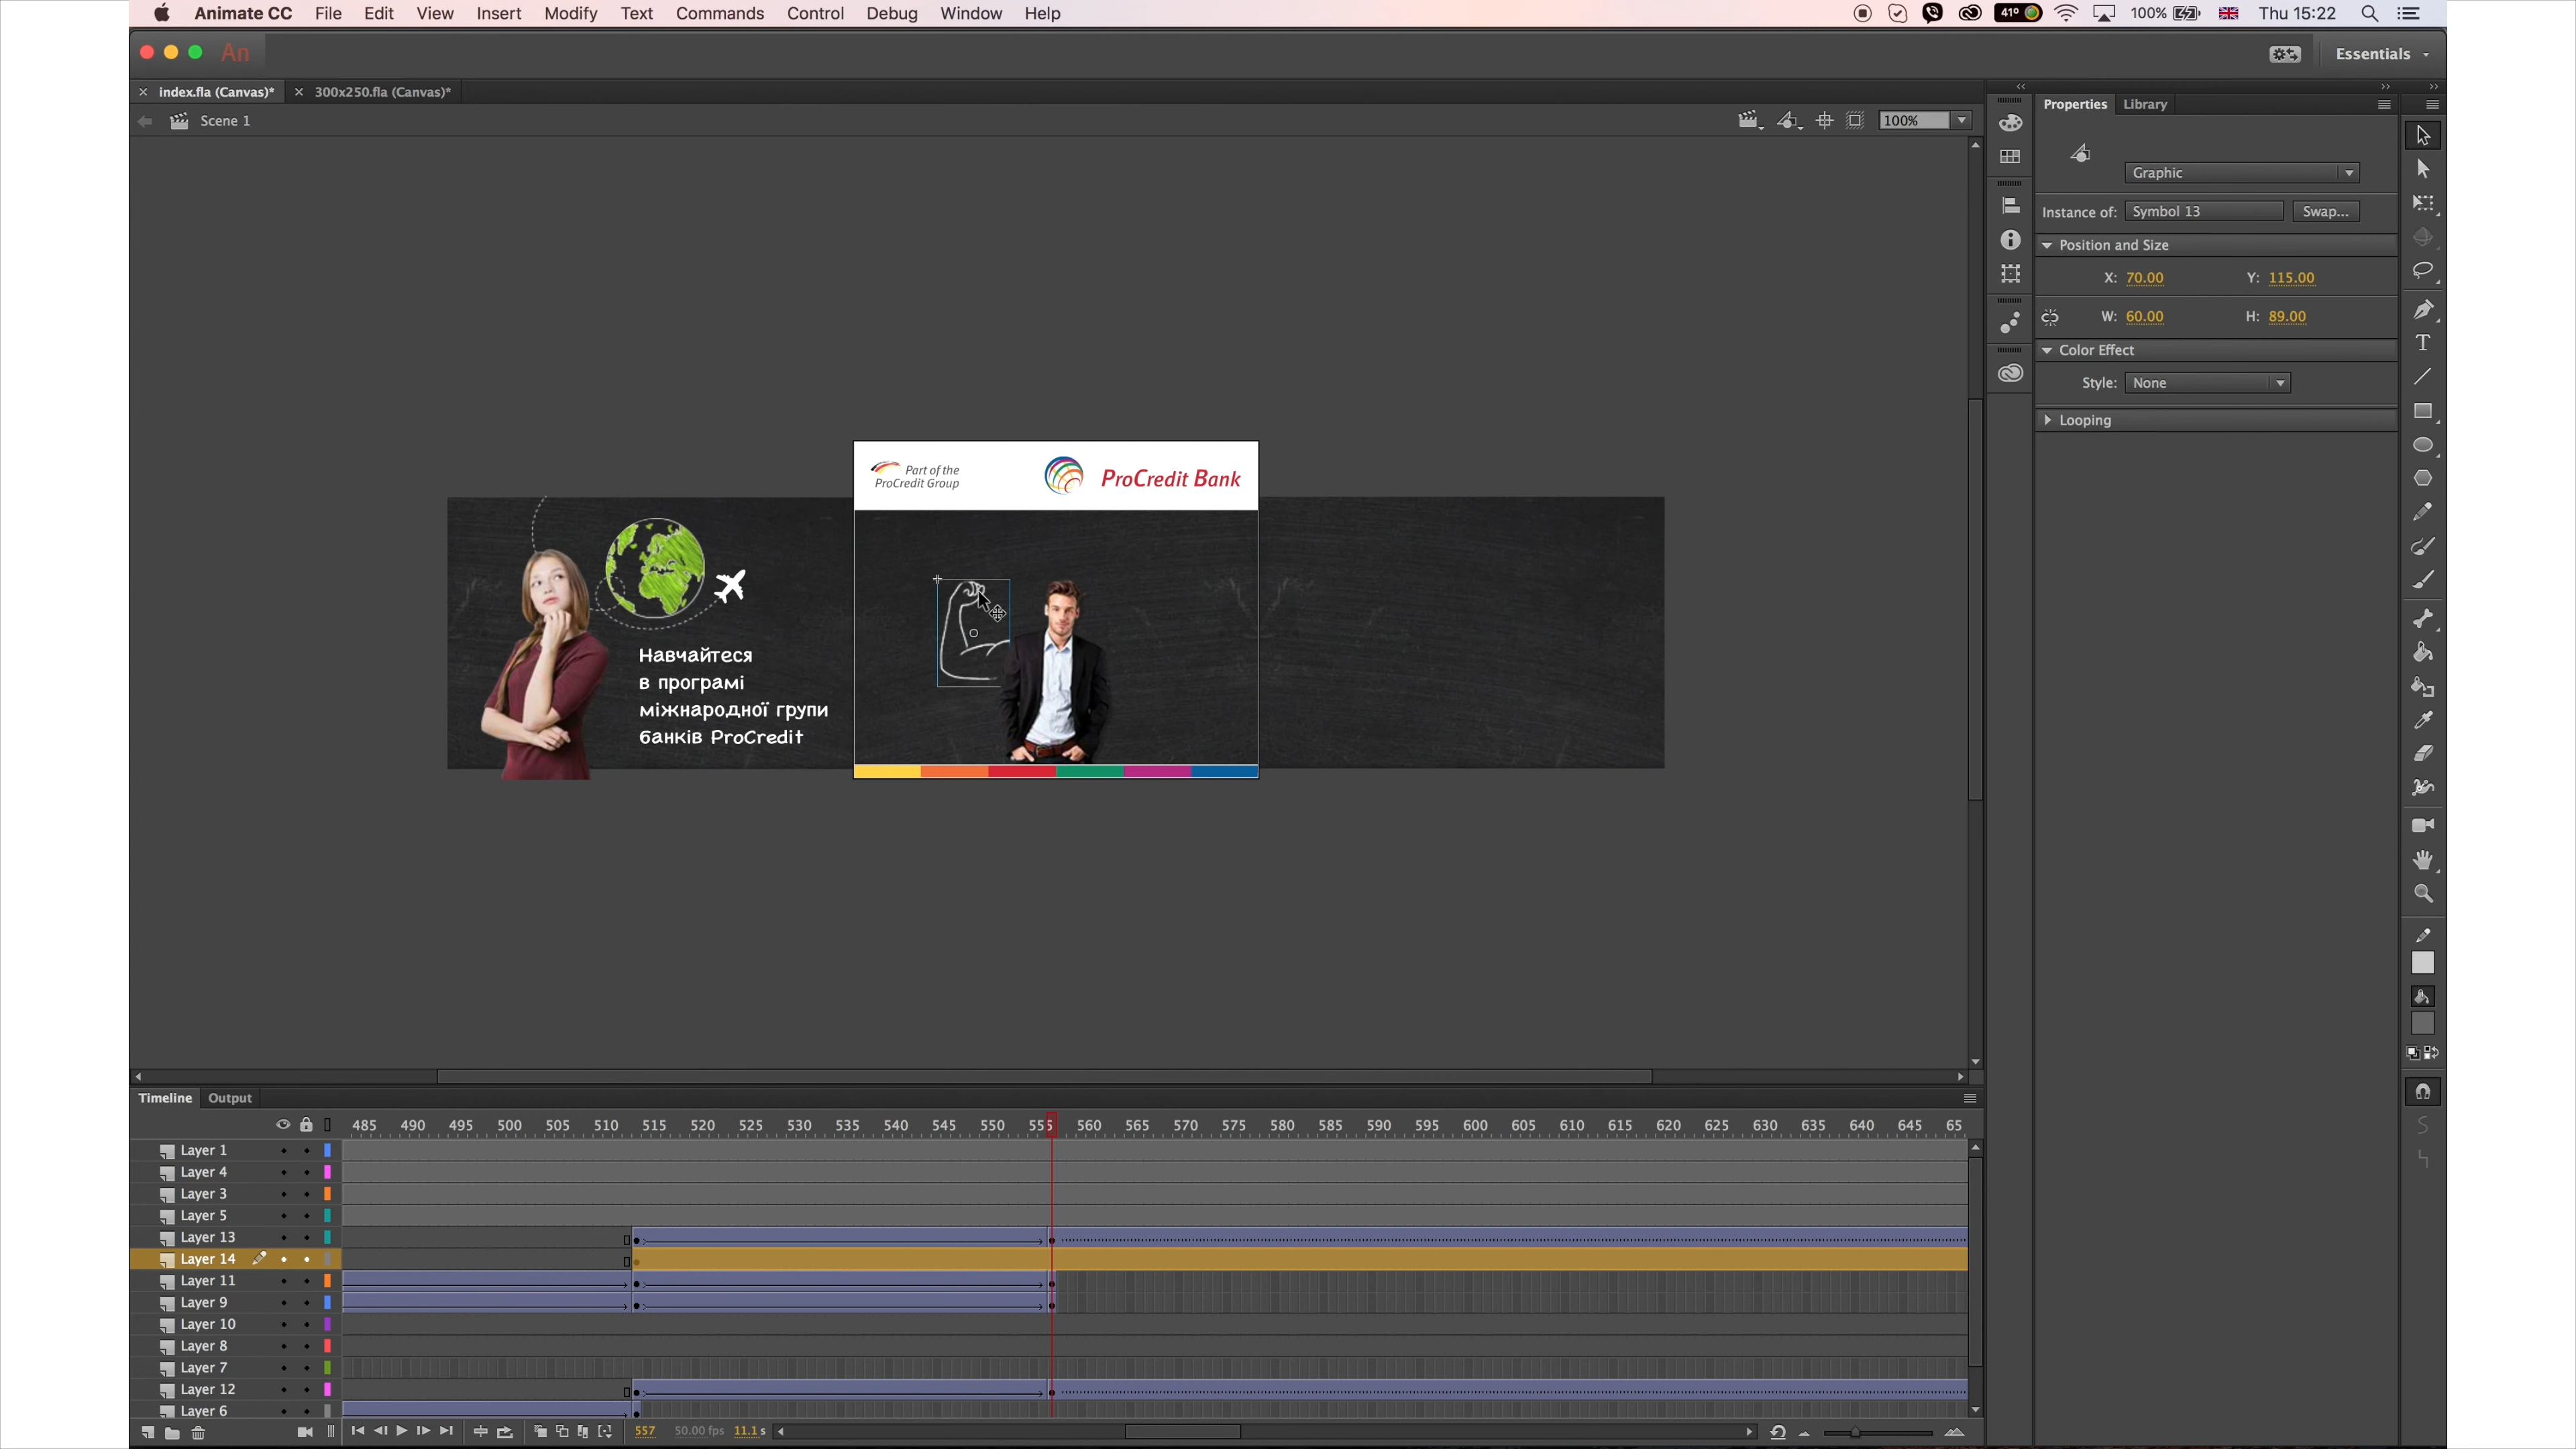 Animate CC File Edit View Insert Modify Text Commands Control Debug Window Help
41° 100% Thu 15:22
An
Essentials
index.fla (Canvas)* 300x250.fla (Canvas)*
Scene 1
100%
Properties Library
Graphic
Instance of: Symbol 13 Swap...
Position and Size
X: 70.00 Y: 115.00
W: 60.00 H: 89.00
Color Effect
Style: None
Looping
Part of the
ProCredit Group
ProCredit Bank
Навчайтеся
в програмі
міжнародної групи
банків ProCredit
Timeline Output
485 490 495 500 505 510 515 520 525 530 535 540 545 550 555 560 565 570 575 580 585 590 595 600 605 610 615 620 625 630 635 640 645 65
Layer 1
Layer 4
Layer 3
Layer 5
Layer 13
Layer 14
Layer 11
Layer 9
Layer 10
Layer 8
Layer 7
Layer 12
Layer 6
557 50.00 fps 11.1 s